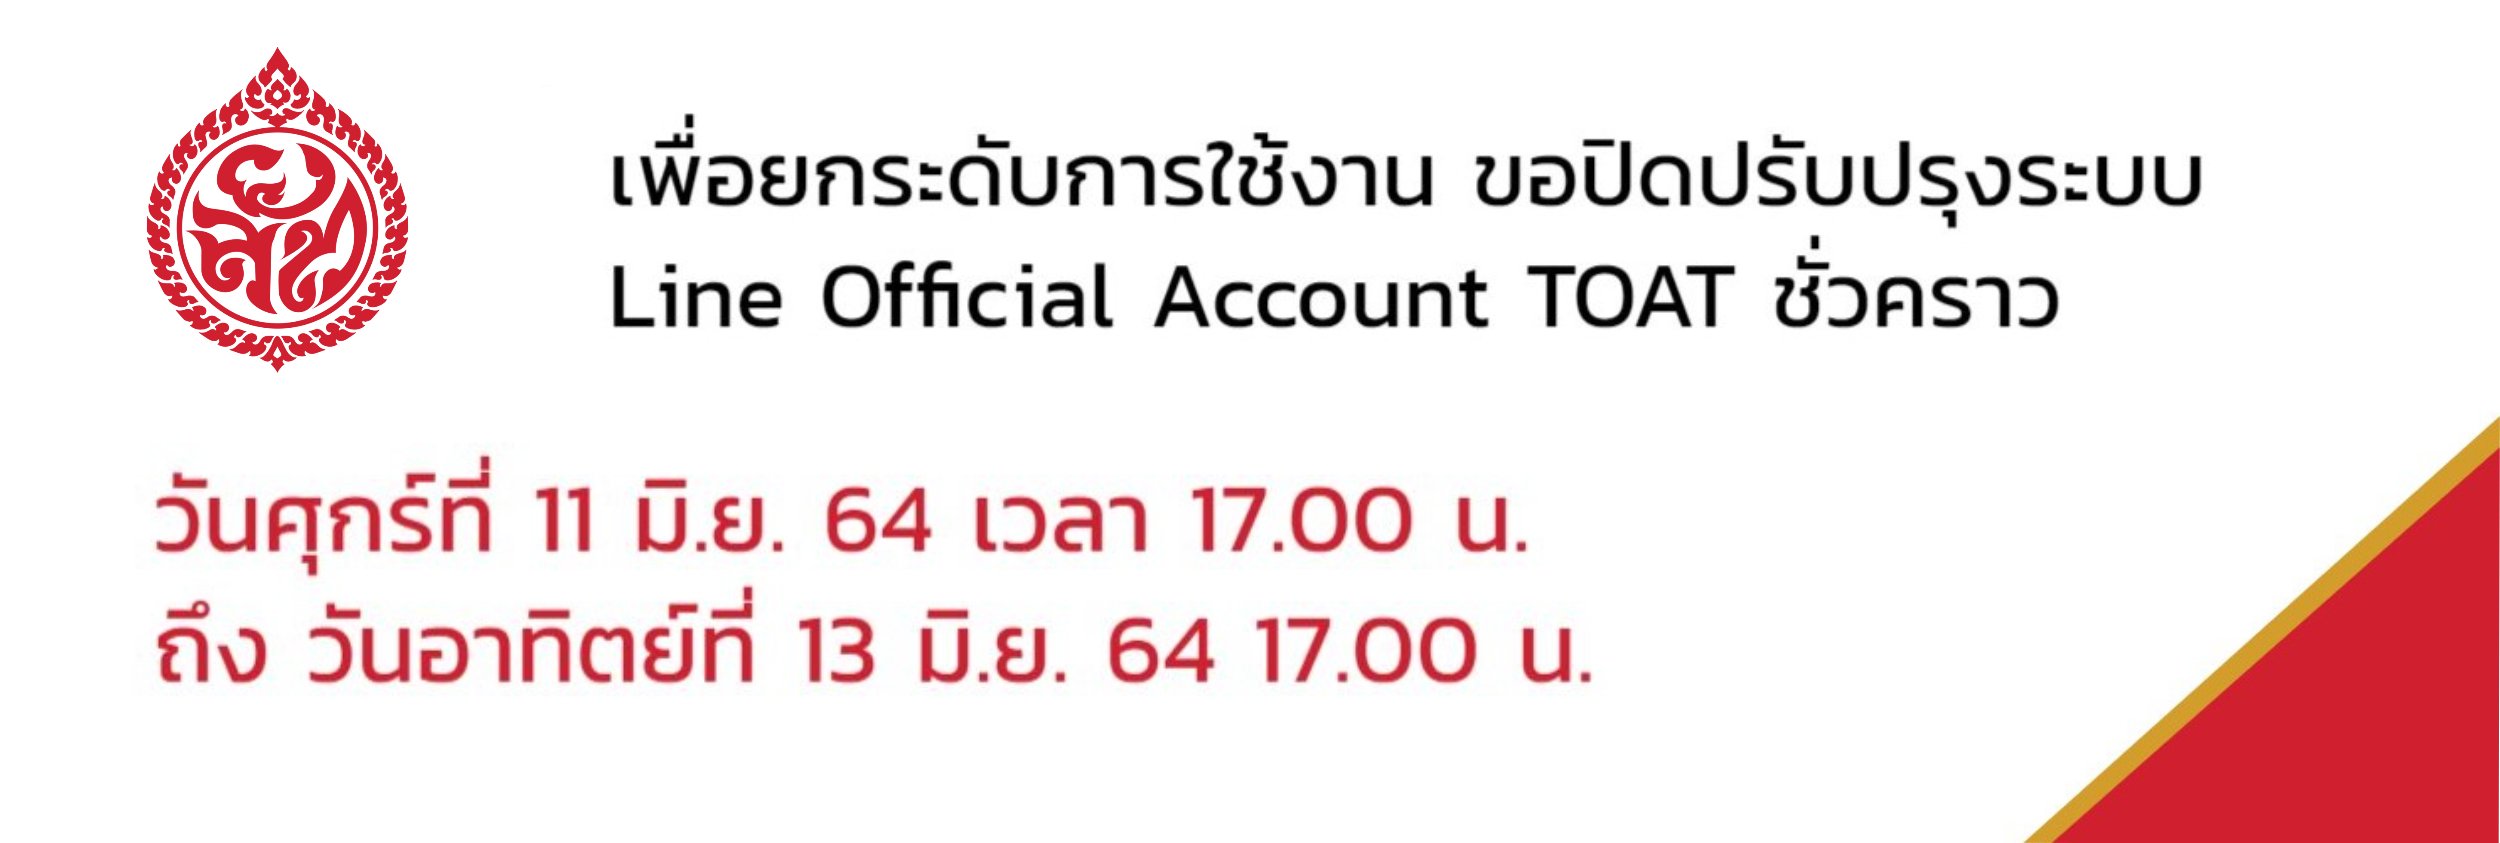 เพื่อยกระดับการใช้งาน ขอปิดปรับปรุงระบบ
Line Official Account TOAT ชั่วคราว
วันศุกร์ที่ 11 มิ.ย. 64 เวลา 17.00 น.
ถึง วันอาทิตย์ที่ 13 มิ.ย. 64 17.00 น.